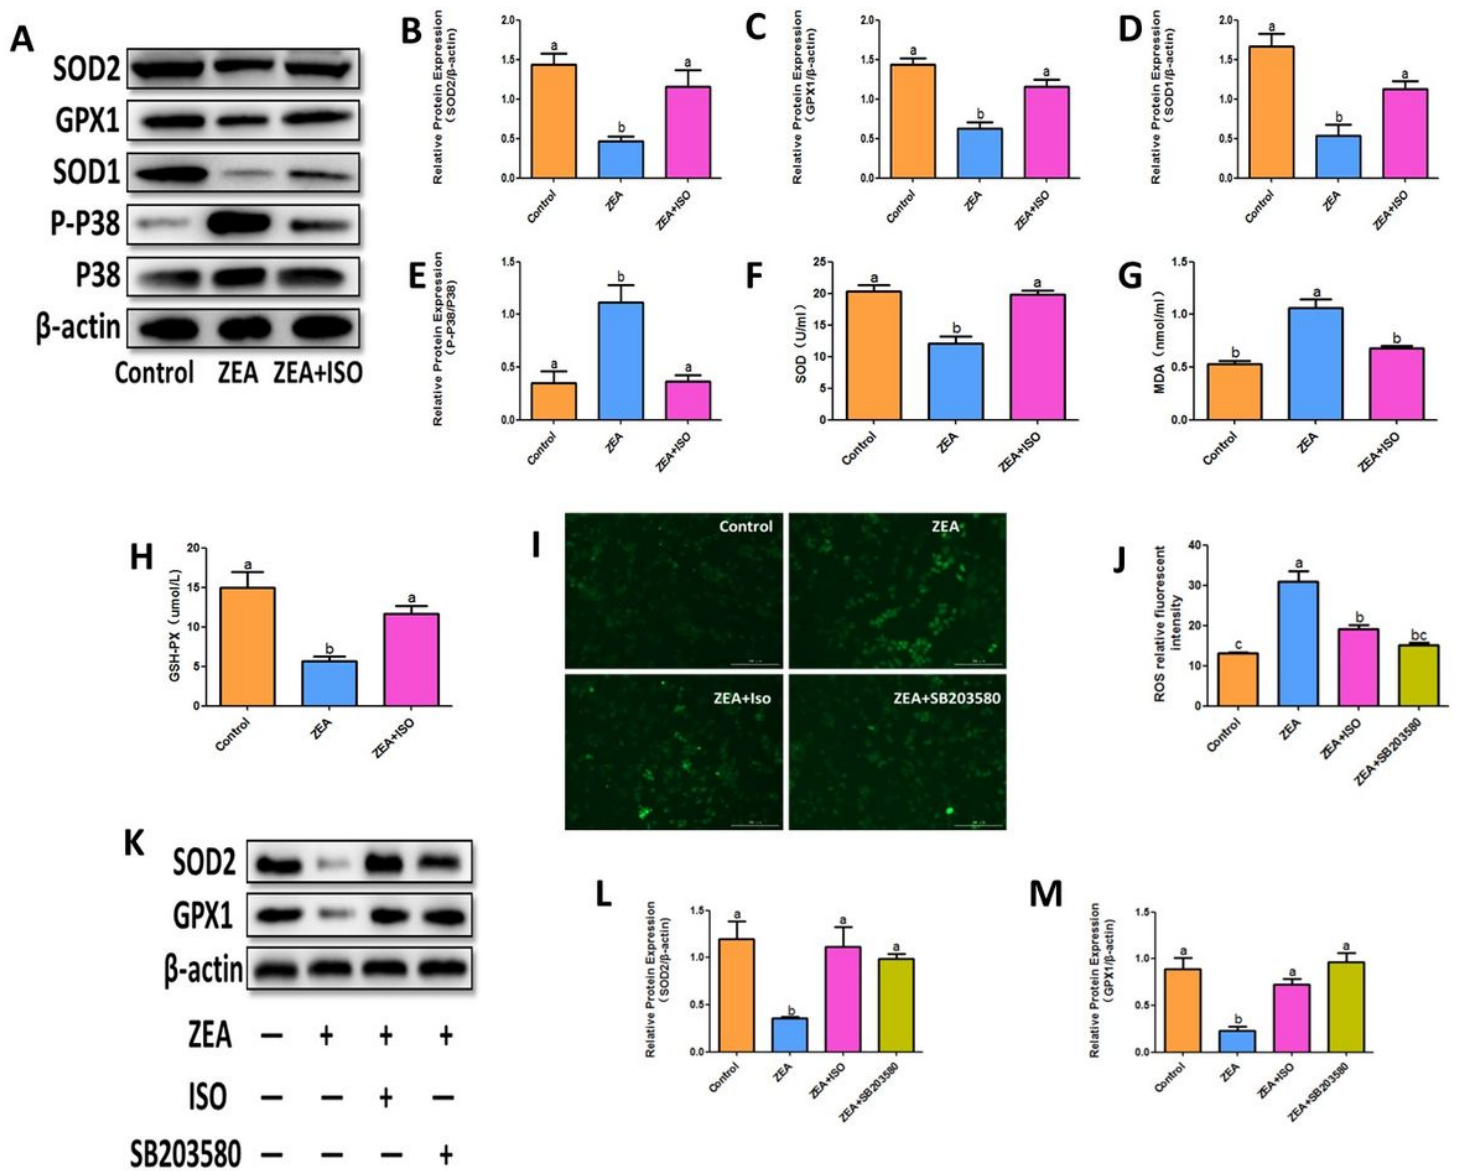 A
SOD2
GPX1
SOD1
P-P38
P38
β-actin
Control ZEA ZEA+ISO
B
Relative Protein Expression
(SOD2/β-actin)
2.0
1.5
1.0
0.5
0.0
a
b
a
Control
ZEA
ZEA+ISO
C
Relative Protein Expression
(GPX1/β-actin)
2.0
1.5
1.0
0.5
0.0
a
b
a
Control
ZEA
ZEA+ISO
D
Relative Protein Expression
(SOD1/β-actin)
2.0
1.5
1.0
0.5
0.0
a
b
a
Control
ZEA
ZEA+ISO
E
Relative Protein Expression
(P-P38/P38)
1.5
1.0
0.5
0.0
a
b
a
Control
ZEA
ZEA+ISO
F
SOD (U/ml)
25
20
15
10
5
0
a
b
a
Control
ZEA
ZEA+ISO
G
MDA (nmol/ml)
1.5
1.0
0.5
0.0
b
a
b
Control
ZEA
ZEA+ISO
H
GSH-PX (umol/L)
20
15
10
5
0
a
b
a
Control
ZEA
ZEA+ISO
I
Control
ZEA
ZEA+Iso
ZEA+SB203580
J
ROS relative fluorescent
intensity
40
30
20
10
0
c
a
b
bc
Control
ZEA
ZEA+ISO
ZEA+SB203580
K
SOD2
GPX1
β-actin
ZEA — + + +
ISO — — + —
SB203580 — — — +
L
Relative Protein Expression
(SOD2/β-actin)
1.5
1.0
0.5
0.0
a
b
a
a
Control
ZEA
ZEA+ISO
ZEA+SB203580
M
Relative Protein Expression
(GPX1/β-actin)
1.5
1.0
0.5
0.0
a
b
a
a
Control
ZEA
ZEA+ISO
ZEA+SB203580